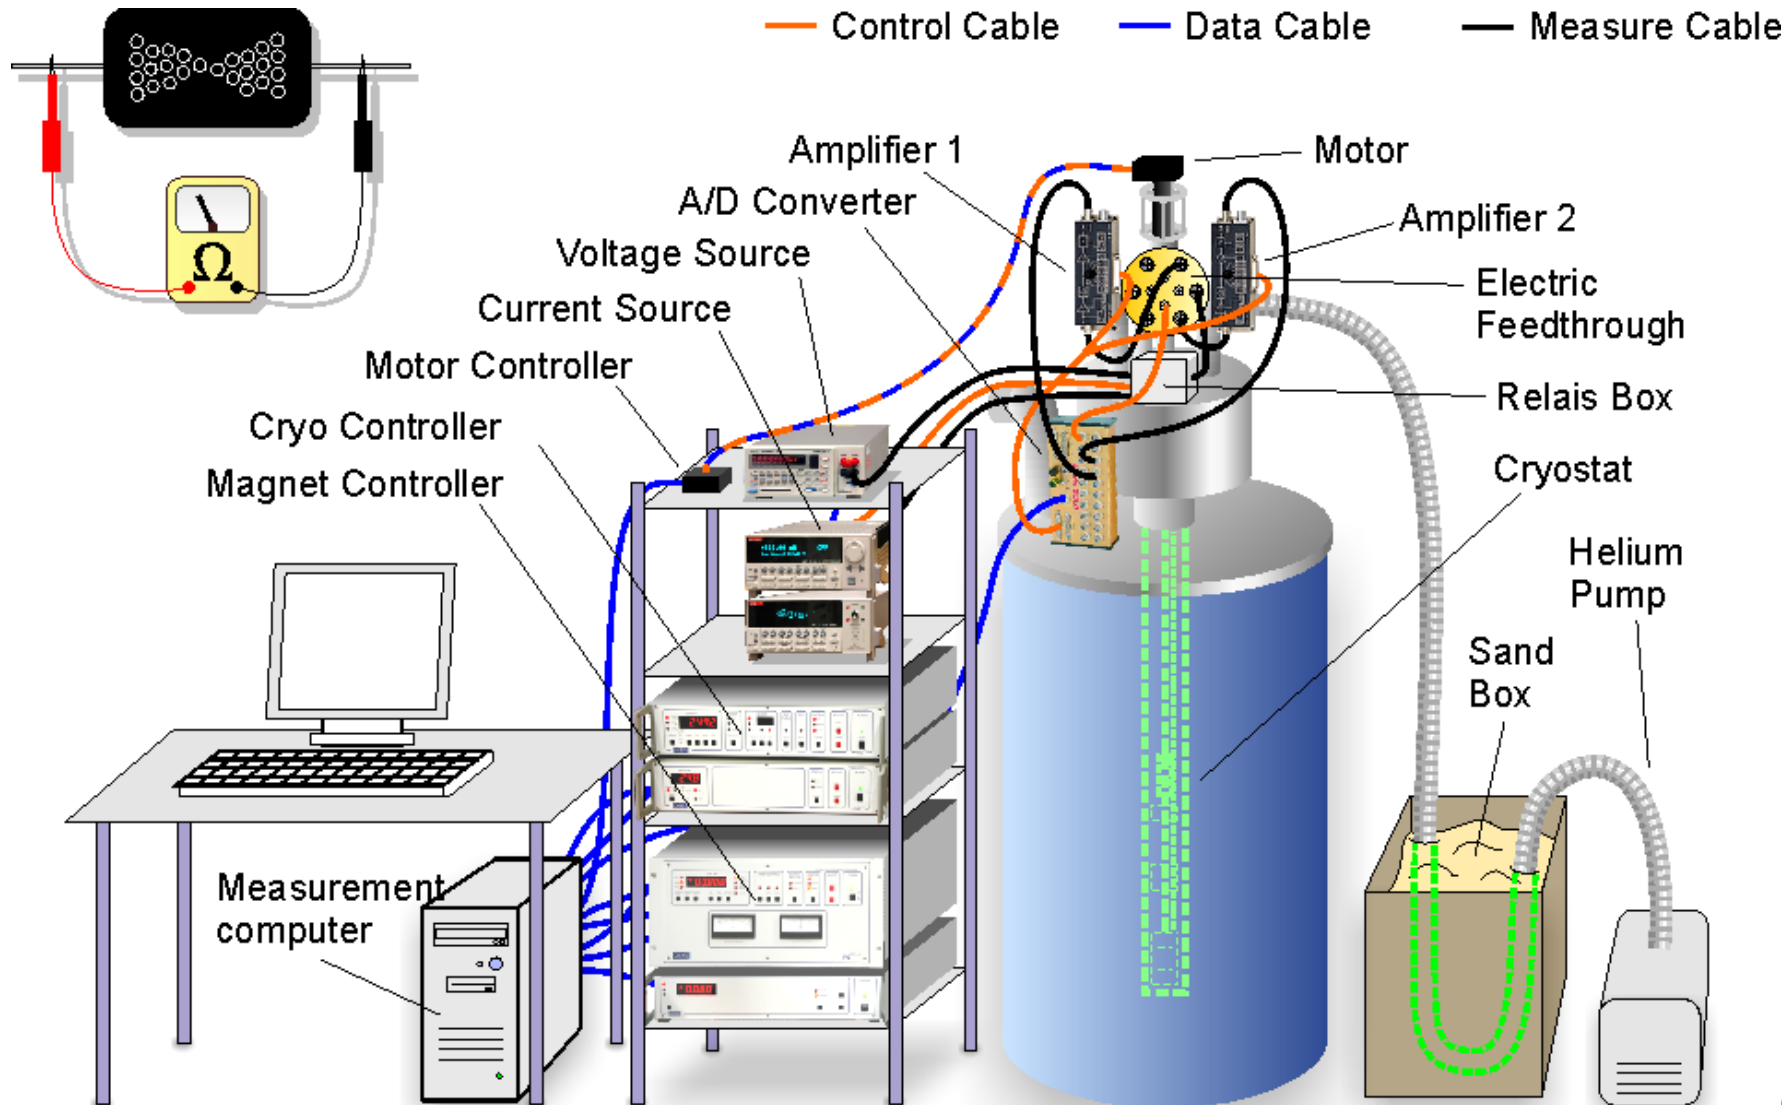 Control Cable
Data Cable
Measure Cable
Amplifier 1
Motor
A/D Converter
Amplifier 2
Voltage Source
Electric
Feedthrough
Current Source
Motor Controller
Relais Box
Cryo Controller
Cryostat
Magnet Controller
Helium
Pump
Sand
Box
Measurement
computer
Ω